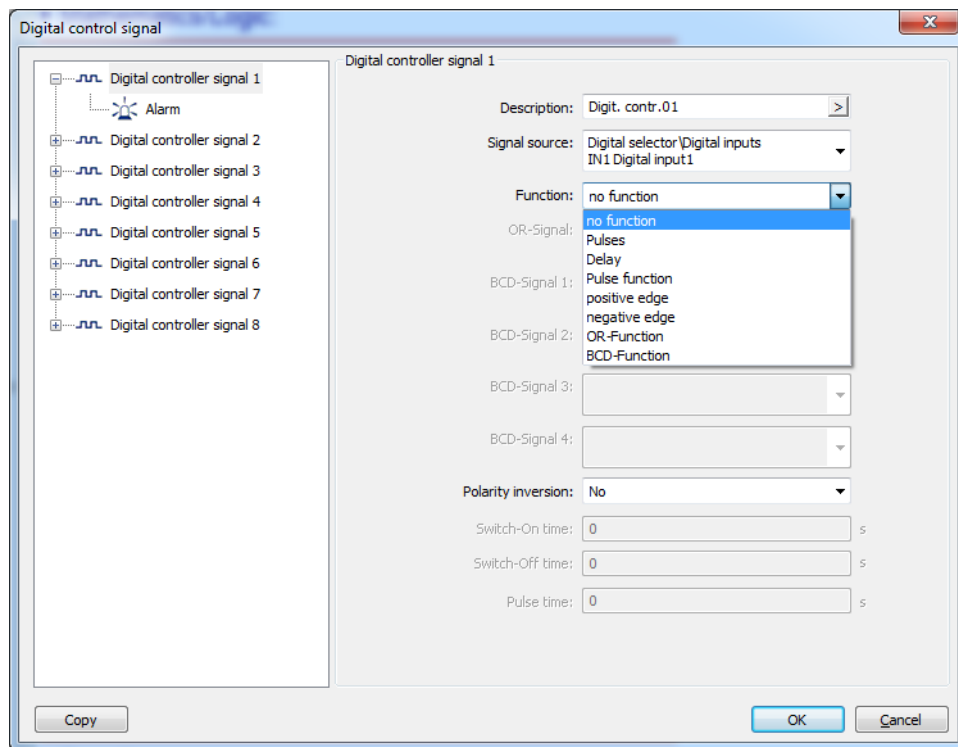 Digital control signal
Digital controller signal 1
Alarm
Digital controller signal 2
Digital controller signal 3
Digital controller signal 4
Digital controller signal 5
Digital controller signal 6
Digital controller signal 7
Digital controller signal 8
Digital controller signal 1
Description: Digit. contr.01 >
Signal source: Digital selector\Digital inputs
IN1 Digital input1
Function: no function
no function
OR-Signal:
Pulses
Delay
Pulse function
BCD-Signal 1:
positive edge
negative edge
OR-Function
BCD-Signal 2:
BCD-Function
BCD-Signal 3:
BCD-Signal 4:
Polarity inversion: No
Switch-On time: 0 s
Switch-Off time: 0 s
Pulse time: 0 s
Copy
OK
Cancel